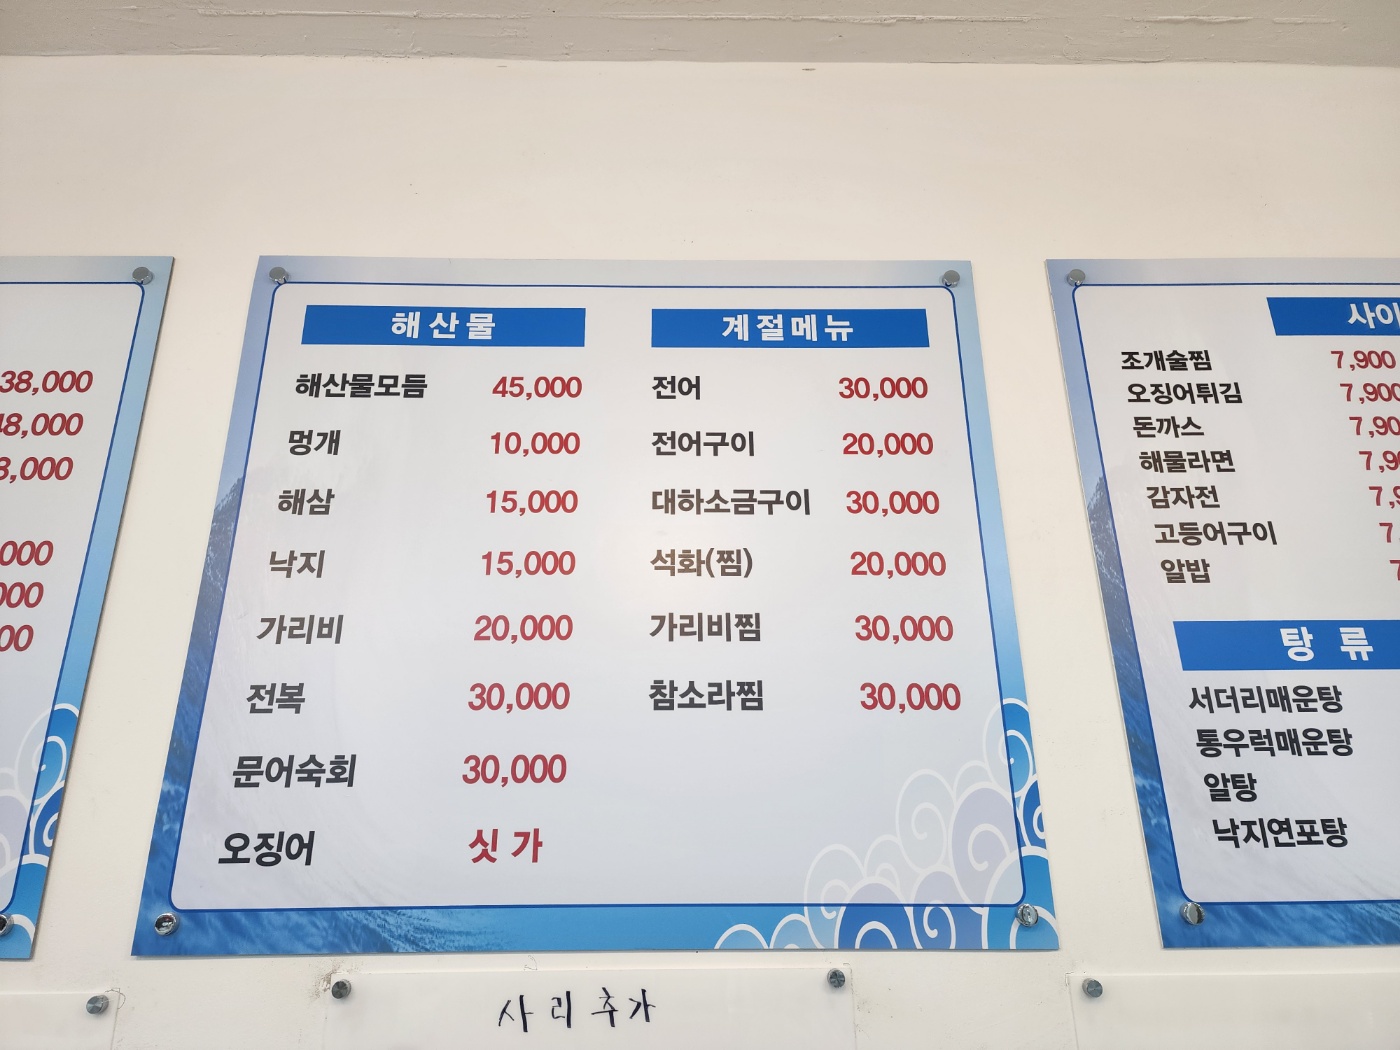 38,000
48,000
해산물
해산물모듬 45,000
멍개 10,000
해삼 15,000
낙지 15,000
가리비 20,000
전복 30,000
문어숙회 30,000
오징어 싯가
계절메뉴
전어 30,000
전어구이 20,000
대하소금구이 30,000
석화(찜) 20,000
가리비찜 30,000
참소라찜 30,000
조개술찜 7,900
오징어튀김 7,900
돈까스
해물라면
감자전
고등어구이
알밥
탕류
서더리매운탕
통우럭매운탕
알탕
낙지연포탕
사리추가